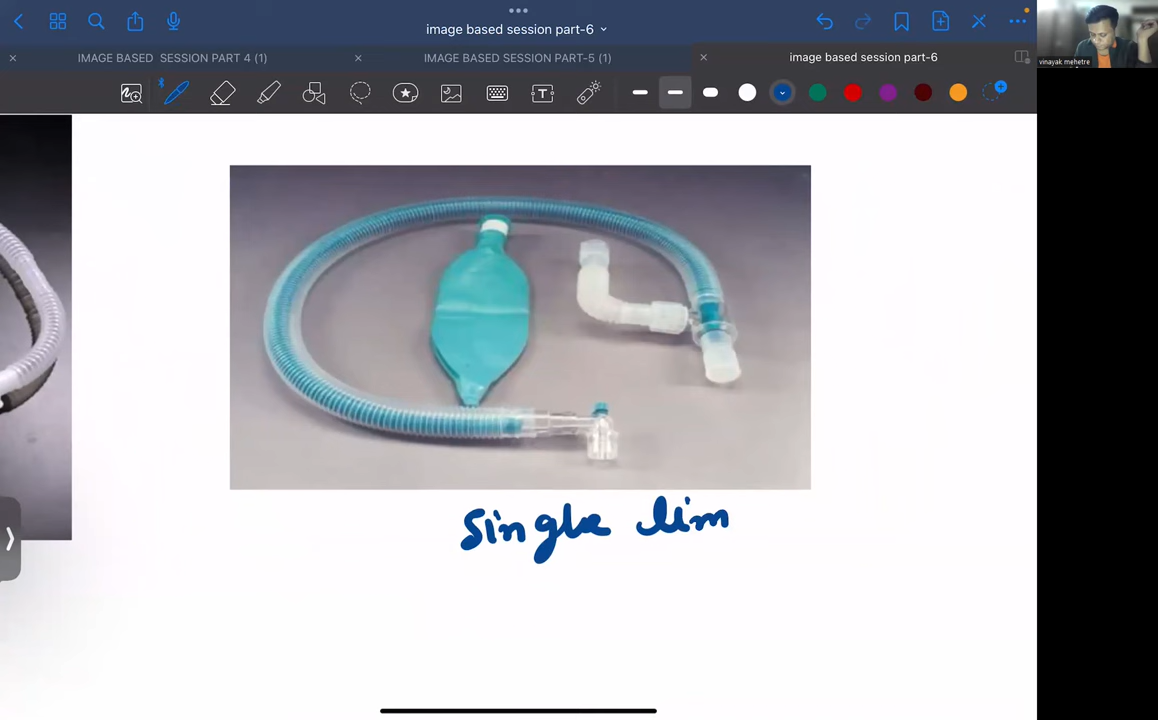 image based session part-6
IMAGE BASED SESSION PART 4 (1)
IMAGE BASED SESSION PART-5 (1)
image based session part-6
vinayak mehetre
Single lim